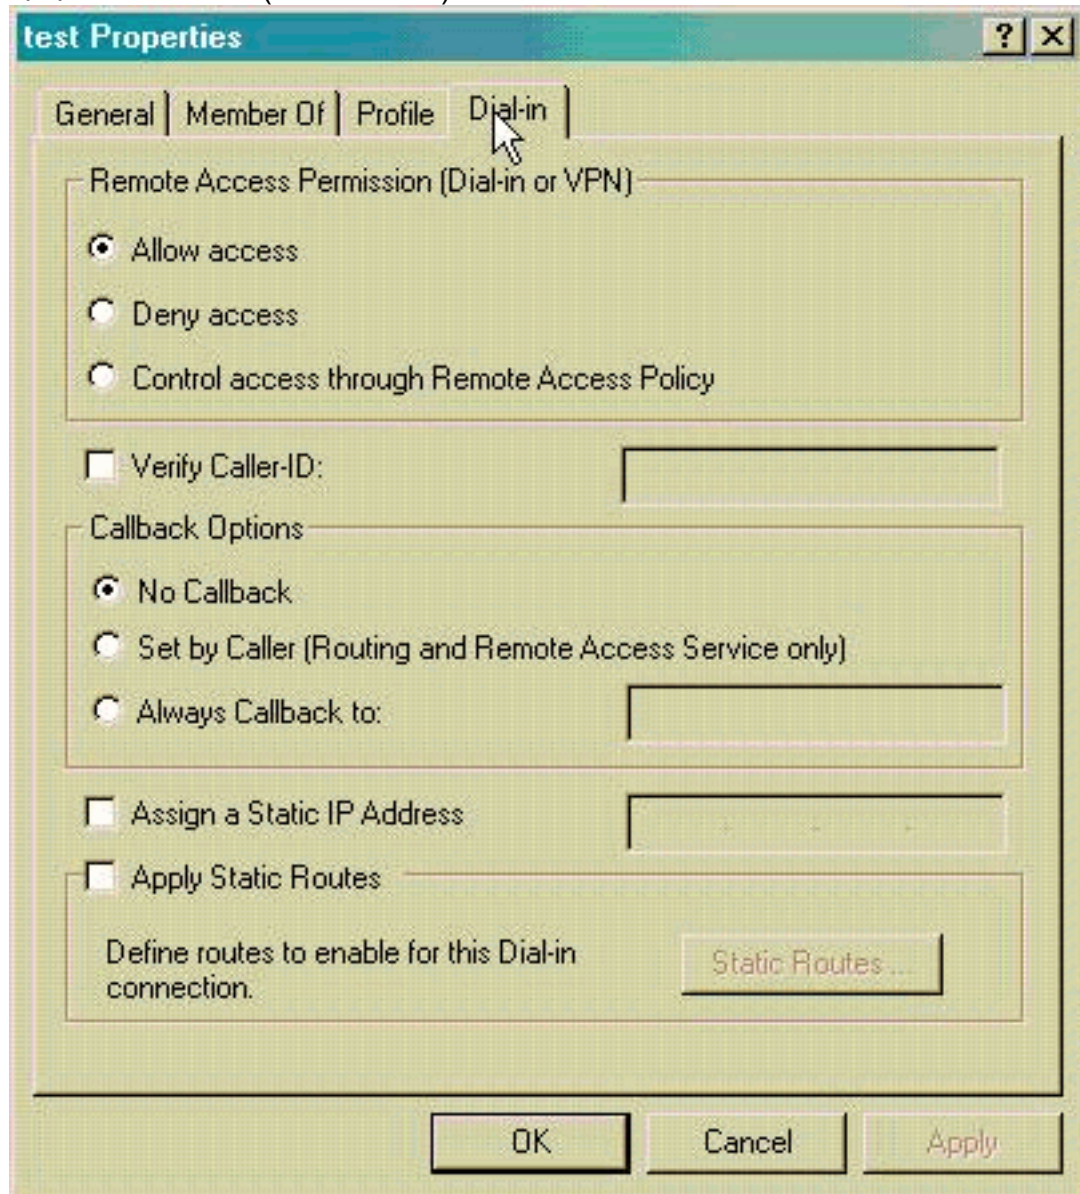 test Properties
General
Member Of
Profile
Dial-in
Remote Access Permission (Dial-in or VPN)
Allow access
Deny access
Control access through Remote Access Policy
Verify Caller-ID:
Callback Options
No Callback
Set by Caller (Routing and Remote Access Service only)
Always Callback to:
Assign a Static IP Address
Apply Static Routes
Define routes to enable for this Dial-in
connection.
Static Routes ...
OK
Cancel
Apply